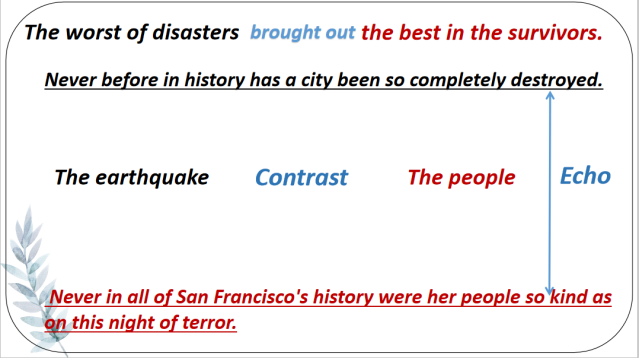 The worst of disasters brought out the best in the survivors.
Never before in history has a city been so completely destroyed.
The earthquake Contrast The people Echo
Never in all of San Francisco's history were her people so kind as
on this night of terror.